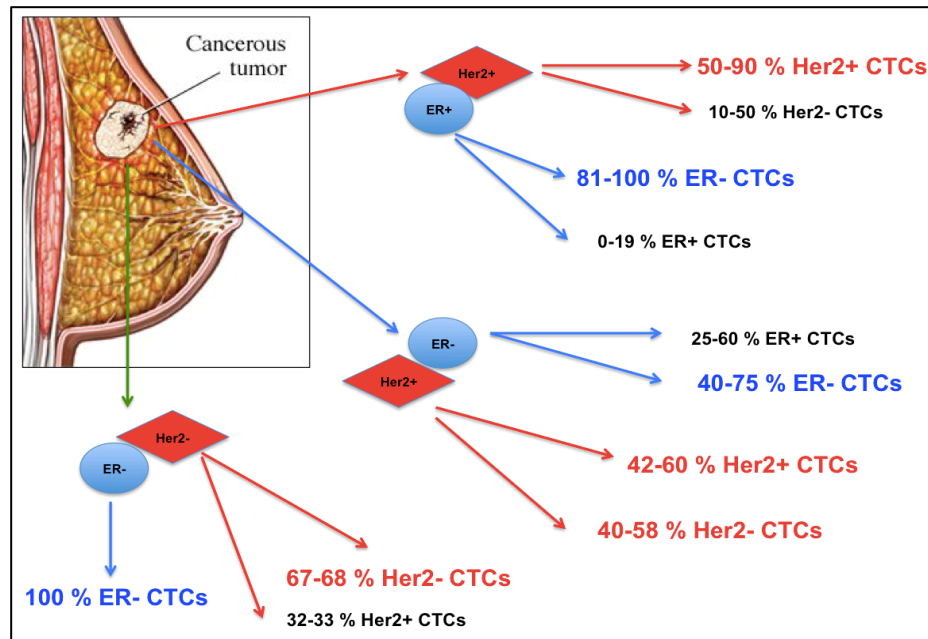 Cancerous
tumor
Her2+
ER+
50-90 % Her2+ CTCs
10-50 % Her2- CTCs
81-100 % ER- CTCs
0-19 % ER+ CTCs
ER-
Her2+
25-60 % ER+ CTCs
40-75 % ER- CTCs
42-60 % Her2+ CTCs
40-58 % Her2- CTCs
Her2-
ER-
100 % ER- CTCs
67-68 % Her2- CTCs
32-33 % Her2+ CTCs